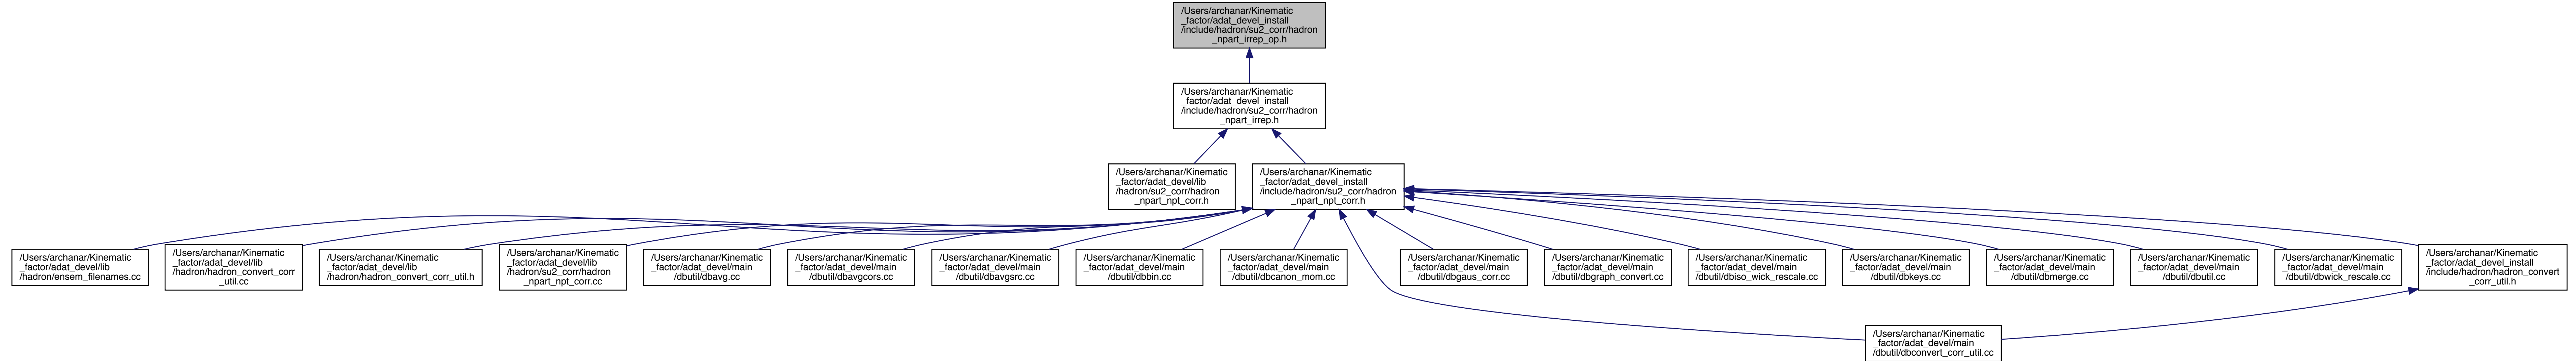 /Users/archanar/Kinematic
_factor/adat_devel_install
/include/hadron/su2_corr/hadron
_npart_irrep_op.h
/Users/archanar/Kinematic
_factor/adat_devel_install
/include/hadron/su2_corr/hadron
_npart_irrep.h
/Users/archanar/Kinematic
_factor/adat_devel/lib
/hadron/su2_corr/hadron
_npart_npt_corr.h
/Users/archanar/Kinematic
_factor/adat_devel_install
/include/hadron/su2_corr/hadron
_npart_npt_corr.h
/Users/archanar/Kinematic
_factor/adat_devel/lib
/hadron/ensem_filenames.cc
/Users/archanar/Kinematic
_factor/adat_devel/lib
/hadron/hadron_convert_corr
_util.cc
/Users/archanar/Kinematic
_factor/adat_devel/lib
/hadron/hadron_convert_corr_util.h
/Users/archanar/Kinematic
_factor/adat_devel/lib
/hadron/su2_corr/hadron
_npart_npt_corr.cc
/Users/archanar/Kinematic
_factor/adat_devel/main
/dbutil/dbavg.cc
/Users/archanar/Kinematic
_factor/adat_devel/main
/dbutil/dbavgcors.cc
/Users/archanar/Kinematic
_factor/adat_devel/main
/dbutil/dbavgsrc.cc
/Users/archanar/Kinematic
_factor/adat_devel/main
/dbutil/dbbin.cc
/Users/archanar/Kinematic
_factor/adat_devel/main
/dbutil/dbcanon_mom.cc
/Users/archanar/Kinematic
_factor/adat_devel/main
/dbutil/dbgaus_corr.cc
/Users/archanar/Kinematic
_factor/adat_devel/main
/dbutil/dbgraph_convert.cc
/Users/archanar/Kinematic
_factor/adat_devel/main
/dbutil/dbiso_wick_rescale.cc
/Users/archanar/Kinematic
_factor/adat_devel/main
/dbutil/dbkeys.cc
/Users/archanar/Kinematic
_factor/adat_devel/main
/dbutil/dbmerge.cc
/Users/archanar/Kinematic
_factor/adat_devel/main
/dbutil/dbutil.cc
/Users/archanar/Kinematic
_factor/adat_devel/main
/dbutil/dbwick_rescale.cc
/Users/archanar/Kinematic
_factor/adat_devel_install
/include/hadron/hadron_convert
_corr_util.h
/Users/archanar/Kinematic
_factor/adat_devel/main
/dbutil/dbconvert_corr_util.cc